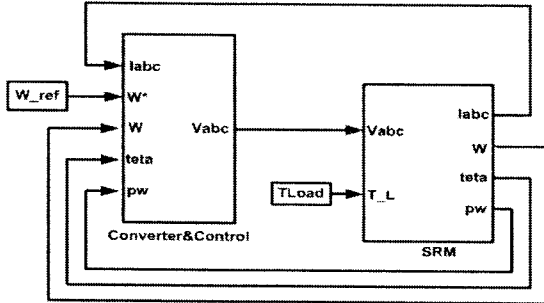 Iabc
W_ref
W*
W
Vabc
teta
pw
Converter&Control
Iabc
Vabc
W
teta
TLoad
T_L
pw
SRM